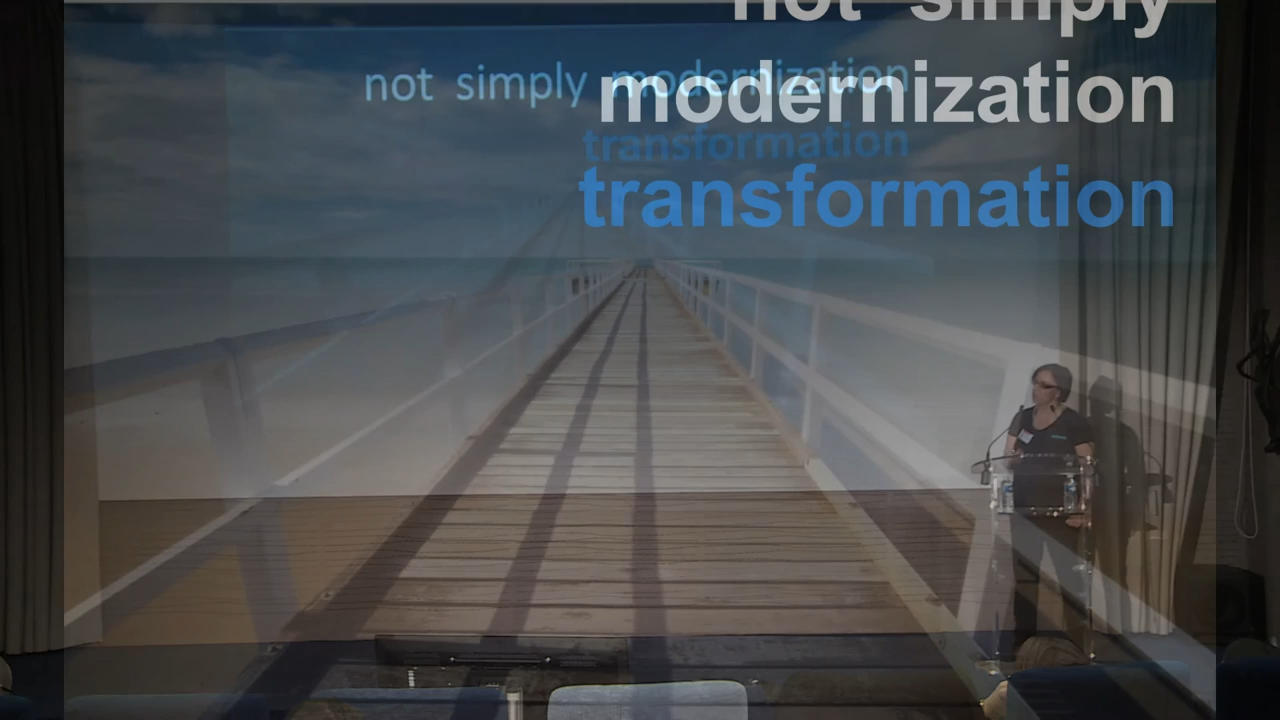 not simply
not simply modernization
modernization
transformation
transformation